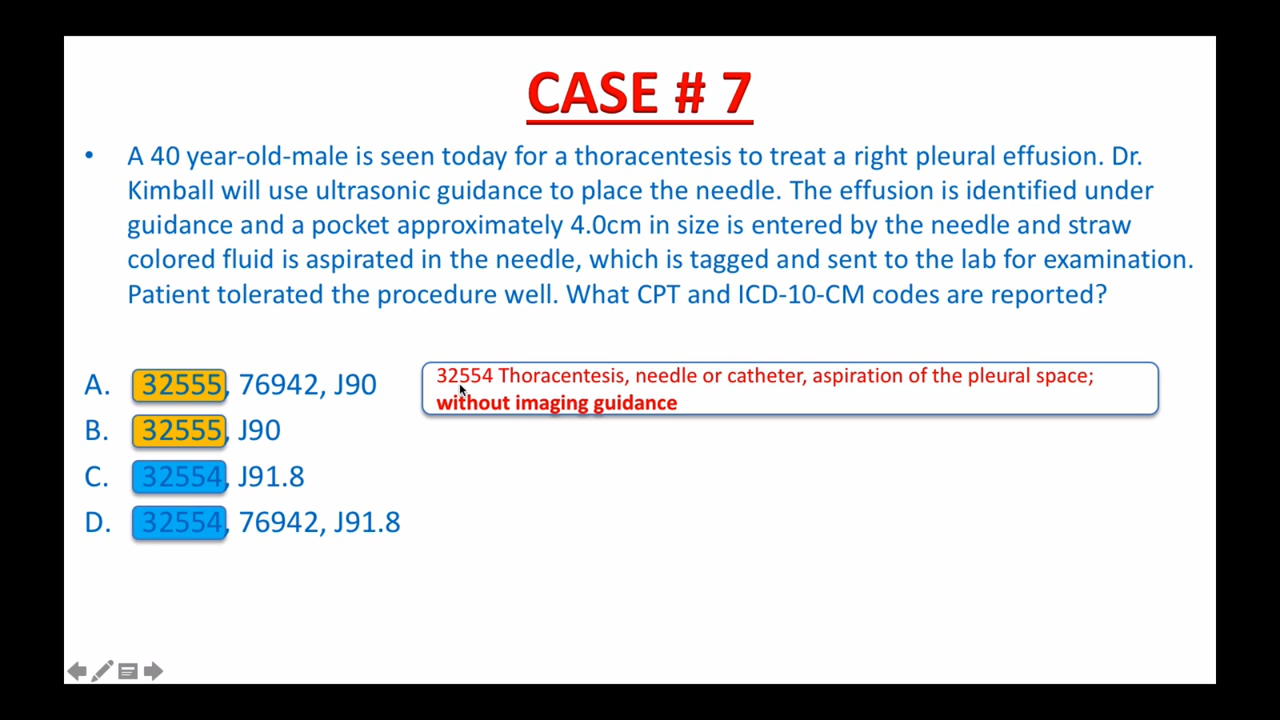 CASE # 7
• A 40 year-old-male is seen today for a thoracentesis to treat a right pleural effusion. Dr.
Kimball will use ultrasonic guidance to place the needle. The effusion is identified under
guidance and a pocket approximately 4.0cm in size is entered by the needle and straw
colored fluid is aspirated in the needle, which is tagged and sent to the lab for examination.
Patient tolerated the procedure well. What CPT and ICD-10-CM codes are reported?
A. 32555, 76942, J90
B. 32555, J90
C. 32554, J91.8
D. 32554, 76942, J91.8
32554 Thoracentesis, needle or catheter, aspiration of the pleural space;
without imaging guidance